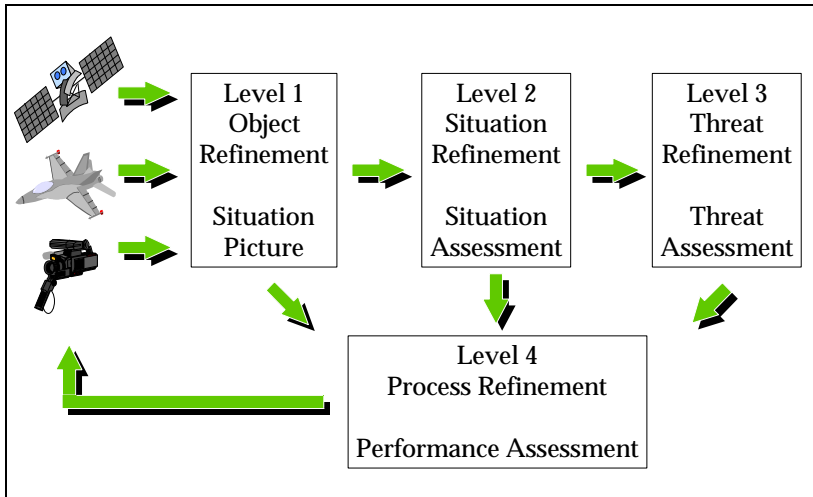 Level 1
Object
Refinement
Situation
Picture
Level 2
Situation
Refinement
Situation
Assessment
Level 3
Threat
Refinement
Threat
Assessment
Level 4
Process Refinement
Performance Assessment